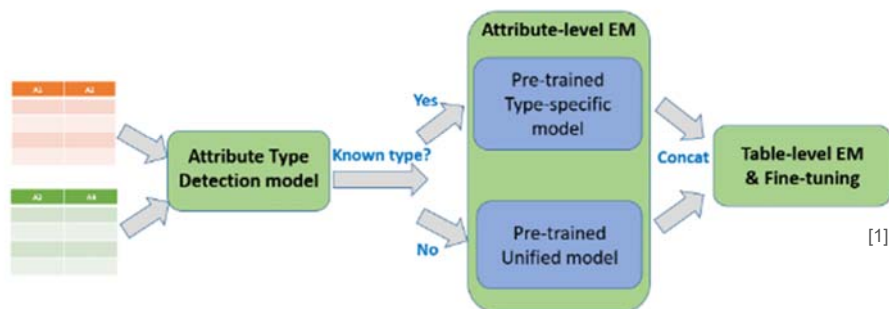 Attribute-level EM
A1 A2
Pre-trained
Type-specific
model
Yes
Attribute Type
Detection model
Known type?
Concat
Table-level EM
& Fine-tuning
A3 A4
No
Pre-trained
Unified model
[1]